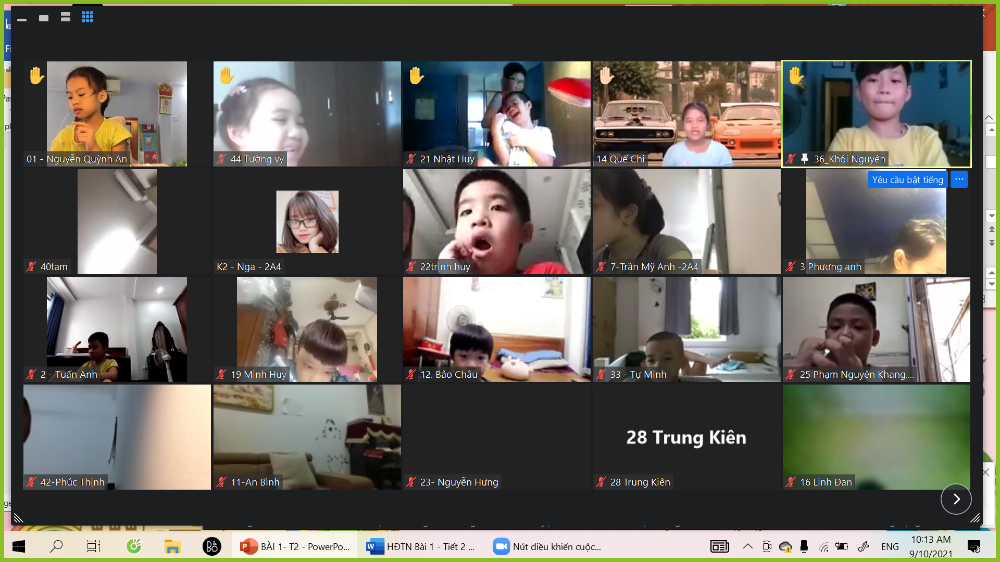 01 - Nguyễn Quỳnh An
44 Tường vy
21 Nhật Huy
14 Quế Chi
36_Khôi Nguyên
Yêu cầu bật tiếng
40tam
K2 - Nga - 2A4
22trịnh huy
7-Trần Mỹ Anh -2A4
3 Phương anh
2 - Tuấn Anh
19 Minh Huy
12. Bảo Châu
33 - Tự Minh
25 Phạm Nguyên Khang....
28 Trung Kiên
42-Phúc Thịnh
11-An Bình
23- Nguyễn Hưng
28 Trung Kiên
16 Linh Đan
BÀI 1- T2 - PowerPo...
HĐTN Bài 1 - Tiết 2 ...
Nút điều khiển cuộc...
ENG
10:13 AM
9/10/2021